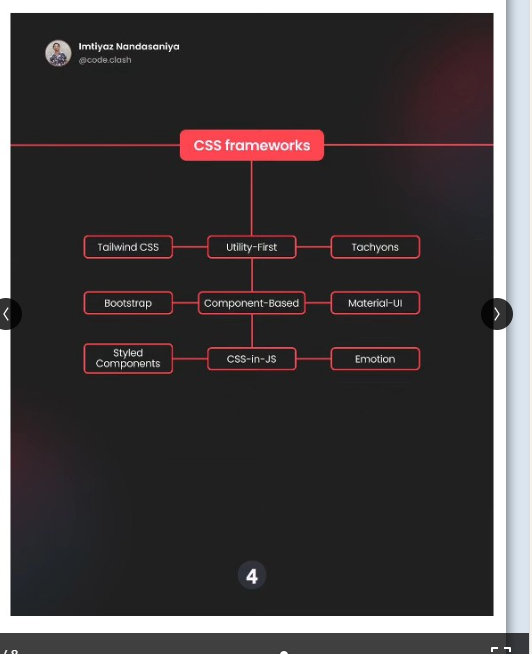 Imtiyaz Nandasaniya
@code.clash
CSS frameworks
Tailwind CSS
Utility-First
Tachyons
Bootstrap
Component-Based
Material-UI
Styled
Components
CSS-in-JS
Emotion
4